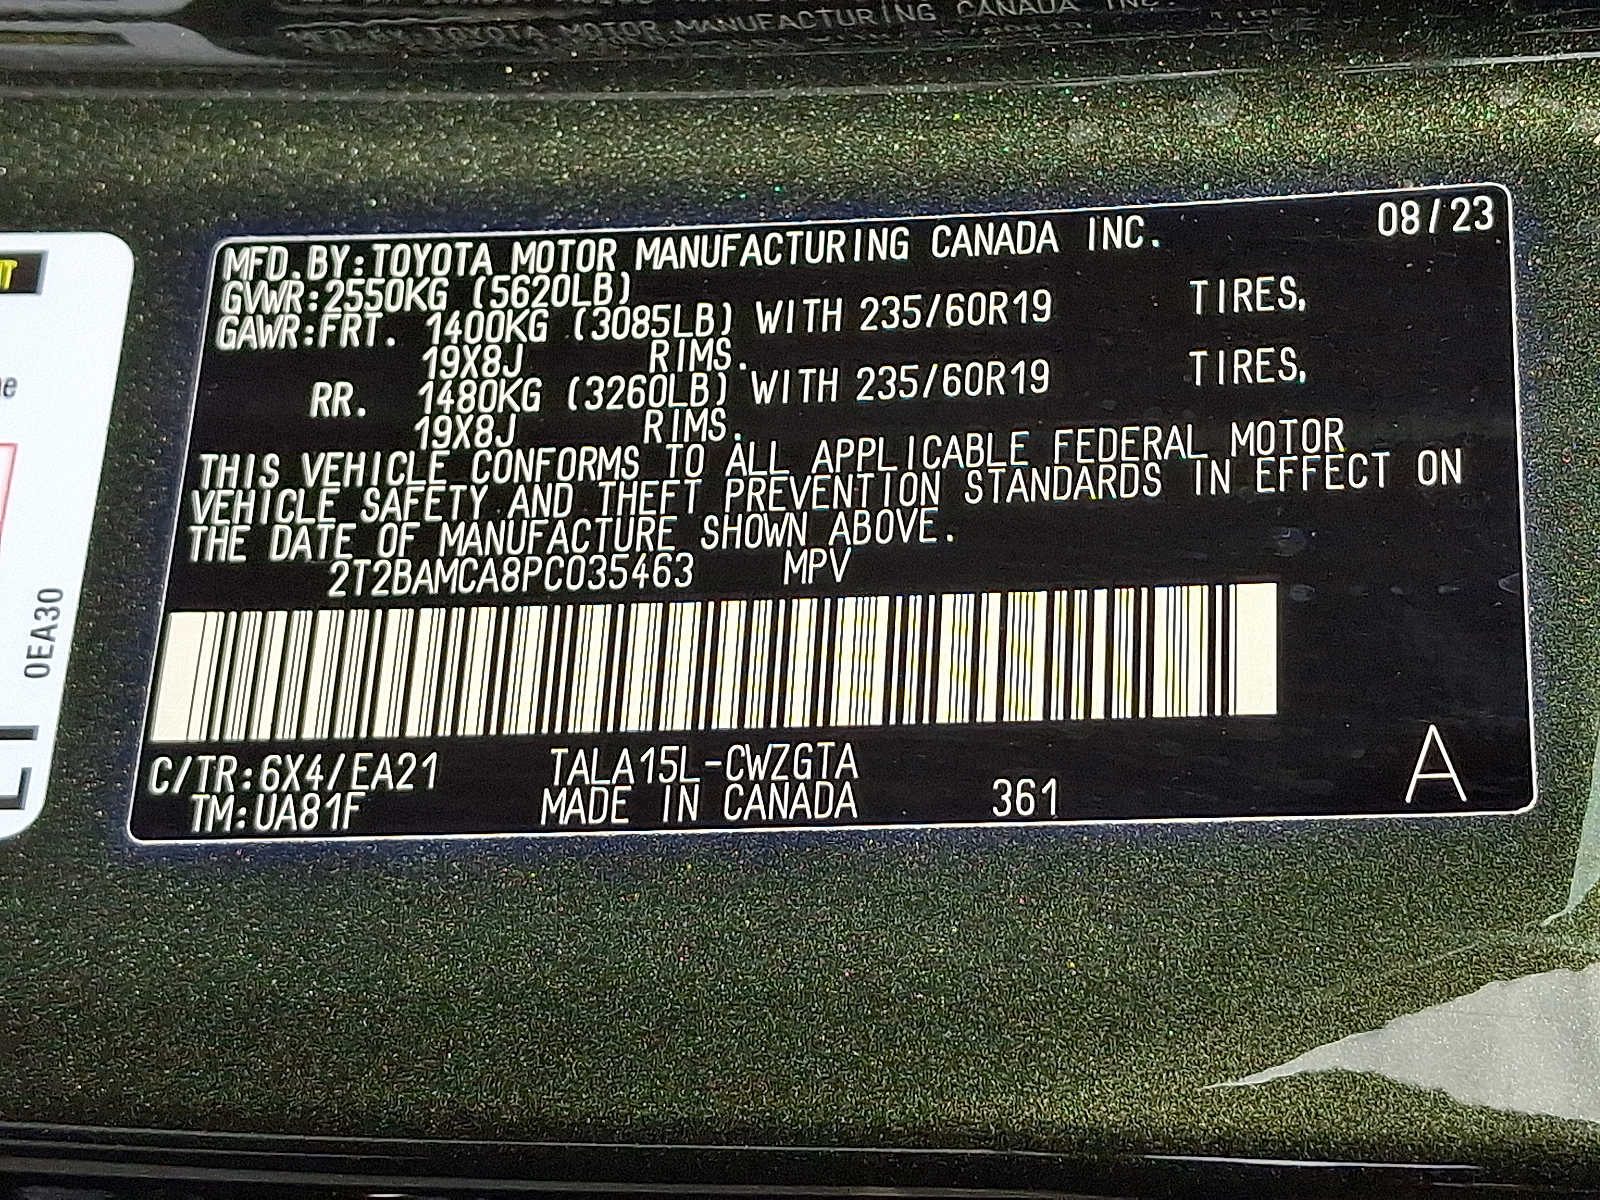 MFD.BY:TOYOTA MOTOR MANUFACTURING CANADA INC. 08/23
GVWR:2550KG (5620LB)
GAWR:FRT. 1400KG (3085LB) WITH 235/60R19 TIRES,
19X8J RIMS.
RR. 1480KG (3260LB) WITH 235/60R19 TIRES,
19X8J RIMS.
THIS VEHICLE CONFORMS TO ALL APPLICABLE FEDERAL MOTOR
VEHICLE SAFETY AND THEFT PREVENTION STANDARDS IN EFFECT ON
THE DATE OF MANUFACTURE SHOWN ABOVE.
2T2BAMCA8PC035463 MPV
C/TR:6X4/EA21 TALA15L-CWZGTA
TM:UA81F MADE IN CANADA 361 A
0EA30